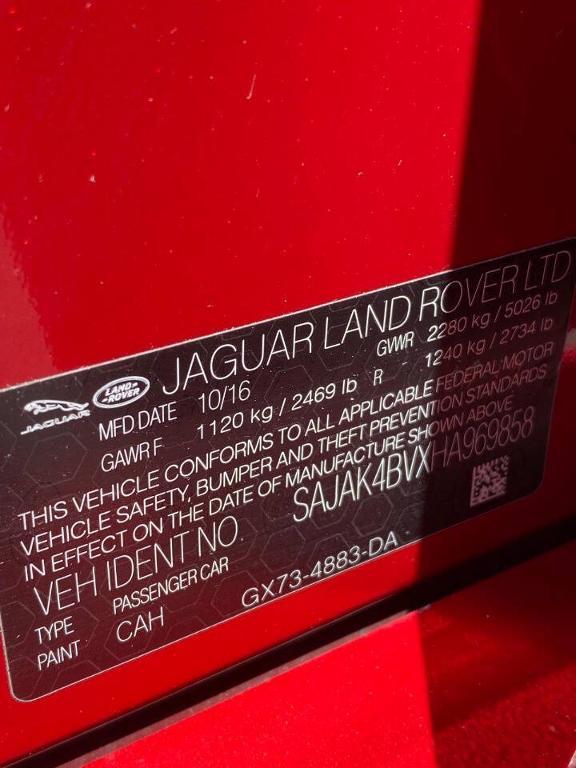 JAGUAR
LAND ROVER
JAGUAR LAND ROVER LTD
MFD.DATE 10/16 GWWR 2280 kg / 5026 lb
GAWR F 1120 kg / 2469 lb R 1240 kg / 2734 lb
THIS VEHICLE CONFORMS TO ALL APPLICABLE FEDERAL MOTOR
VEHICLE SAFETY, BUMPER AND THEFT PREVENTION STANDARDS
IN EFFECT ON THE DATE OF MANUFACTURE SHOWN ABOVE
VEH IDENT NO. SAJAK4BVXHA969858
TYPE PASSENGER CAR
PAINT CAH GX73-4883-DA